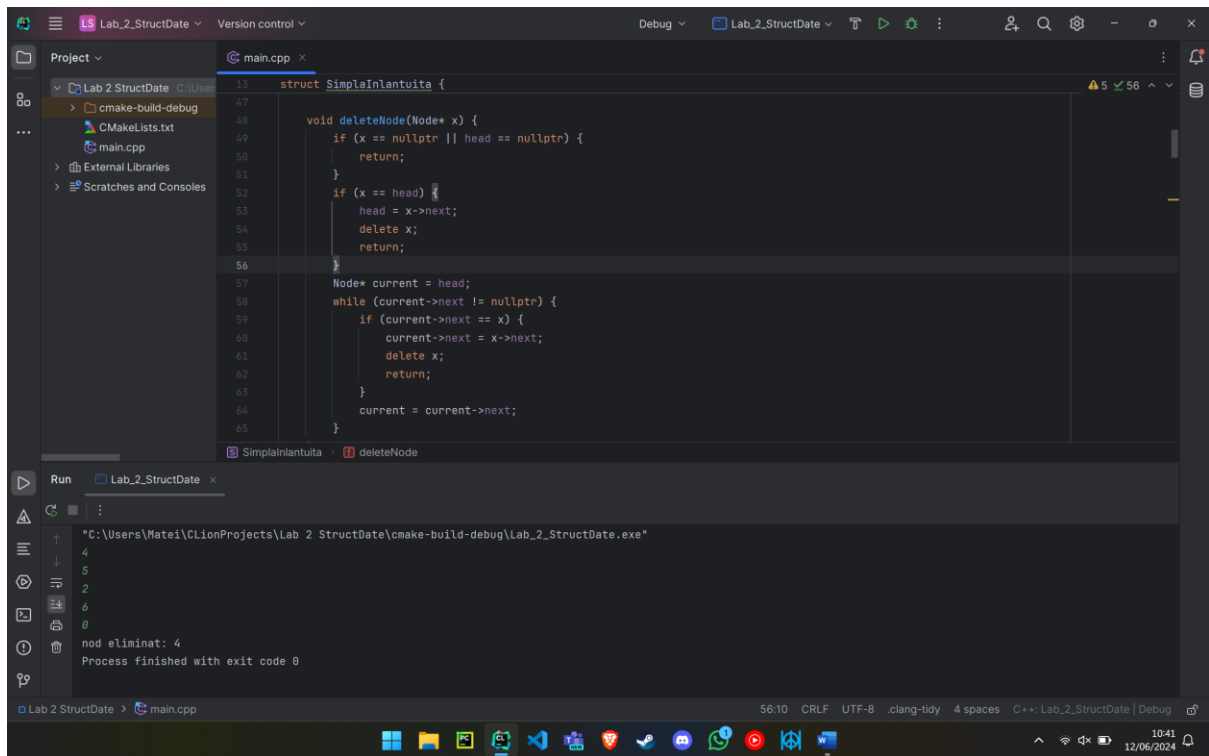 LS Lab_2_StructDate Version control Debug Lab_2_StructDate
Project
main.cpp
Lab 2 StructDate C:\User
cmake-build-debug
CMakeLists.txt
main.cpp
External Libraries
Scratches and Consoles
5 56
13 struct SimplaInlantuita {
47
48 void deleteNode(Node* x) {
49 if (x == nullptr || head == nullptr) {
50 return;
51 }
52 if (x == head) {
53 head = x->next;
54 delete x;
55 return;
56 }
57 Node* current = head;
58 while (current->next != nullptr) {
59 if (current->next == x) {
60 current->next = x->next;
61 delete x;
62 return;
63 }
64 current = current->next;
65 }
S SimplaInlantuita f deleteNode
Run Lab_2_StructDate
"C:\Users\Matei\CLionProjects\Lab 2 StructDate\cmake-build-debug\Lab_2_StructDate.exe"
4
5
2
6
0
nod eliminat: 4
Process finished with exit code 0
Lab 2 StructDate > main.cpp 56:10 CRLF UTF-8 .clang-tidy 4 spaces C++: Lab_2_StructDate | Debug
10:41
12/06/2024